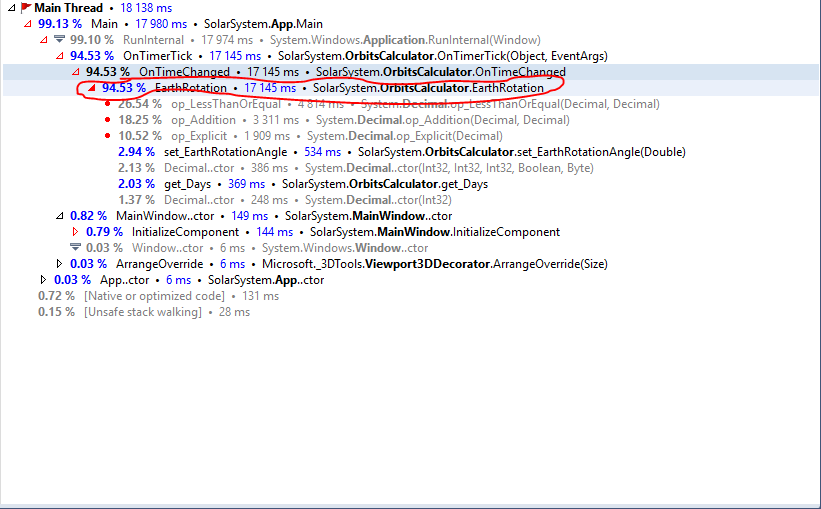 Main Thread • 18 138 ms
99.13 % Main • 17 980 ms • SolarSystem.App.Main
99.10 % RunInternal • 17 974 ms • System.Windows.Application.RunInternal(Window)
94.53 % OnTimerTick • 17 145 ms • SolarSystem.OrbitsCalculator.OnTimerTick(Object, EventArgs)
94.53 % OnTimeChanged • 17 145 ms • SolarSystem.OrbitsCalculator.OnTimeChanged
94.53 % EarthRotation • 17 145 ms • SolarSystem.OrbitsCalculator.EarthRotation
26.54 % op_LessThanOrEqual • 4 814 ms • System.Decimal.op_LessThanOrEqual(Decimal, Decimal)
18.25 % op_Addition • 3 311 ms • System.Decimal.op_Addition(Decimal, Decimal)
10.52 % op_Explicit • 1 909 ms • System.Decimal.op_Explicit(Decimal)
2.94 % set_EarthRotationAngle • 534 ms • SolarSystem.OrbitsCalculator.set_EarthRotationAngle(Double)
2.13 % Decimal..ctor • 386 ms • System.Decimal..ctor(Int32, Int32, Int32, Boolean, Byte)
2.03 % get_Days • 369 ms • SolarSystem.OrbitsCalculator.get_Days
1.37 % Decimal..ctor • 248 ms • System.Decimal..ctor(Int32)
0.82 % MainWindow..ctor • 149 ms • SolarSystem.MainWindow..ctor
0.79 % InitializeComponent • 144 ms • SolarSystem.MainWindow.InitializeComponent
0.03 % Window..ctor • 6 ms • System.Windows.Window..ctor
0.03 % ArrangeOverride • 6 ms • Microsoft._3DTools.Viewport3DDecorator.ArrangeOverride(Size)
0.03 % App..ctor • 6 ms • SolarSystem.App..ctor
0.72 % [Native or optimized code] • 131 ms
0.15 % [Unsafe stack walking] • 28 ms